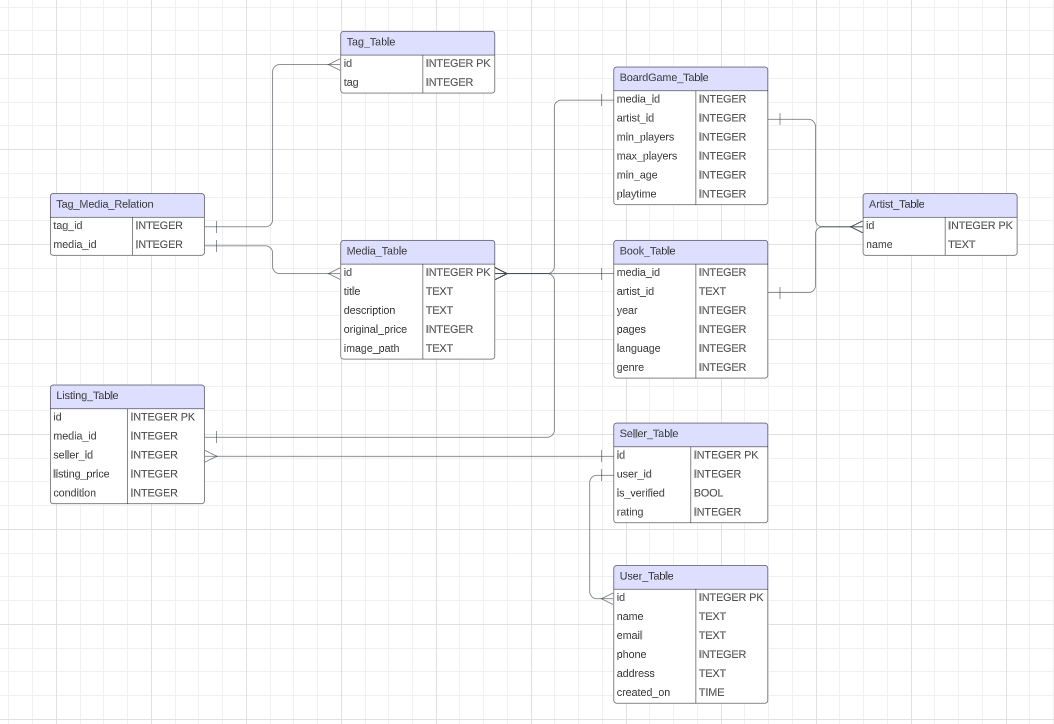 Tag_Table
id INTEGER PK
tag INTEGER
BoardGame_Table
media_id INTEGER
artist_id INTEGER
min_players INTEGER
max_players INTEGER
min_age INTEGER
playtime INTEGER
Tag_Media_Relation
tag_id INTEGER
media_id INTEGER
Artist_Table
id INTEGER PK
name TEXT
Media_Table
id INTEGER PK
title TEXT
description TEXT
original_price INTEGER
image_path TEXT
Book_Table
media_id INTEGER
artist_id TEXT
year INTEGER
pages INTEGER
language INTEGER
genre INTEGER
Listing_Table
id INTEGER PK
media_id INTEGER
seller_id INTEGER
listing_price INTEGER
condition INTEGER
Seller_Table
id INTEGER PK
user_id INTEGER
is_verified BOOL
rating INTEGER
User_Table
id INTEGER PK
name TEXT
email TEXT
phone INTEGER
address TEXT
created_on TIME